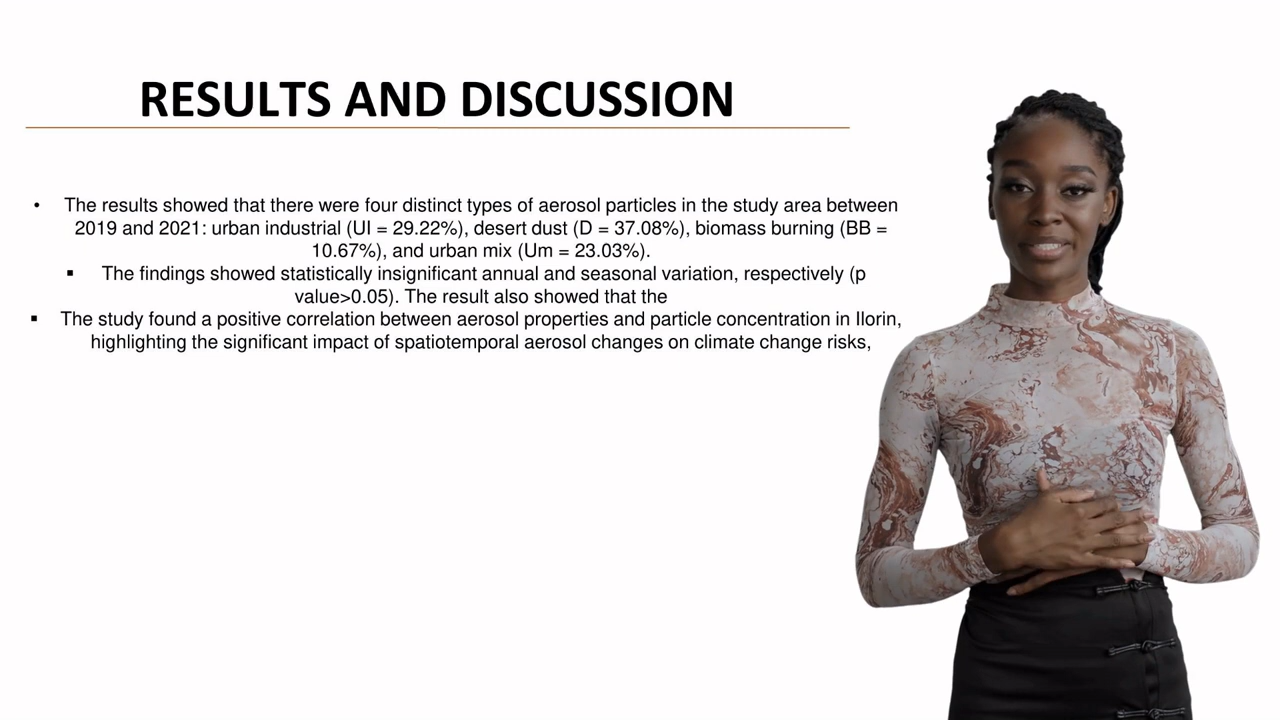 RESULTS AND DISCUSSION
• The results showed that there were four distinct types of aerosol particles in the study area between
2019 and 2021: urban industrial (UI = 29.22%), desert dust (D = 37.08%), biomass burning (BB =
10.67%), and urban mix (Um = 23.03%).
▪ The findings showed statistically insignificant annual and seasonal variation, respectively (p
value>0.05). The result also showed that the
▪ The study found a positive correlation between aerosol properties and particle concentration in Ilorin,
highlighting the significant impact of spatiotemporal aerosol changes on climate change risks,